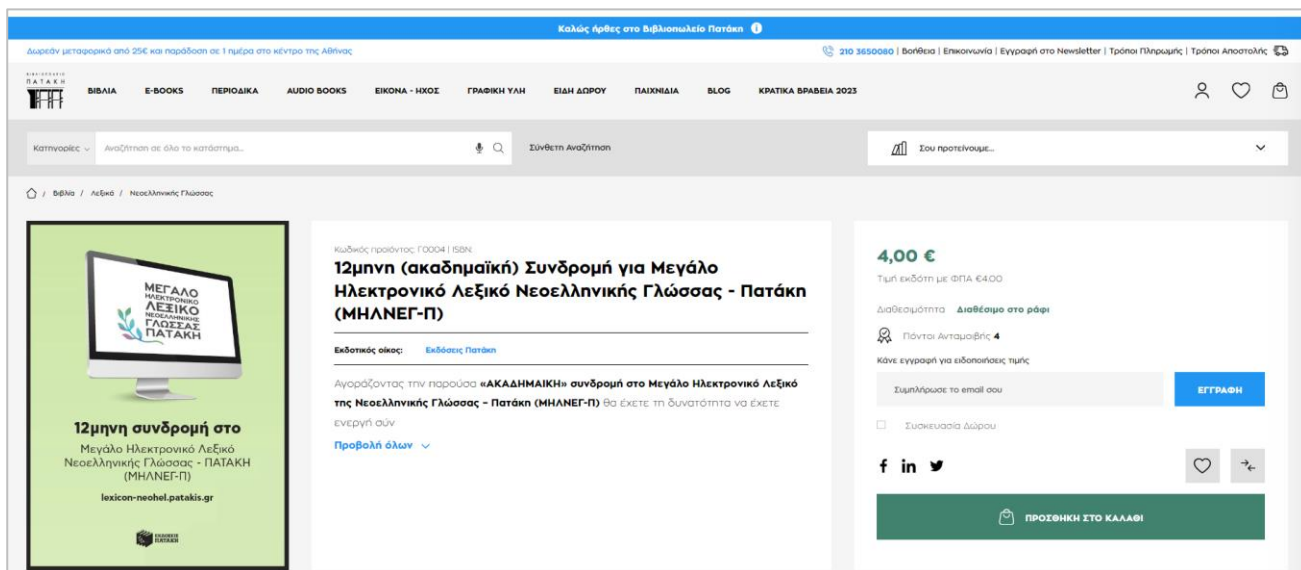 Καλώς ήρθες στο Βιβλιοπωλείο Πατάκη
Δωρεάν μεταφορικά από 25€ και παράδοση σε 1 ημέρα στο κέντρο της Αθήνας
210 3650080 | Βοήθεια | Επικοινωνία | Εγγραφή στο Newsletter | Τρόποι Πληρωμής | Τρόποι Αποστολής
ΒΙΒΛΙΟΠΩΛΕΙΟ
ΠΑΤΑΚΗ
ΒΙΒΛΙΑ E-BOOKS ΠΕΡΙΟΔΙΚΑ AUDIO BOOKS ΕΙΚΟΝΑ - ΗΧΟΣ ΓΡΑΦΙΚΗ ΥΛΗ ΕΙΔΗ ΔΩΡΟΥ ΠΑΙΧΝΙΔΙΑ BLOG ΚΡΑΤΙΚΑ ΒΡΑΒΕΙΑ 2023
Κατηγορίες Αναζήτηση σε όλο το κατάστημα... Σύνθετη Αναζήτηση Σου προτείνουμε...
/ Βιβλία / Λεξικά / Νεοελληνικής Γλώσσας
ΜΕΓΑΛΟ
ΗΛΕΚΤΡΟΝΙΚΟ
ΛΕΞΙΚΟ
ΝΕΟΕΛΛΗΝΙΚΗΣ
ΓΛΩΣΣΑΣ
ΠΑΤΑΚΗ
12μηνη συνδρομή στο
Μεγάλο Ηλεκτρονικό Λεξικό
Νεοελληνικής Γλώσσας - ΠΑΤΑΚΗ
(ΜΗΛΝΕΓ-Π)
lexicon-neohel.patakis.gr
ΕΚΔΟΣΕΙΣ
ΠΑΤΑΚΗ
Κωδικός προϊόντος: Γ0004 | ISBN:
12μηνη (ακαδημαϊκή) Συνδρομή για Μεγάλο
Ηλεκτρονικό Λεξικό Νεοελληνικής Γλώσσας - Πατάκη
(ΜΗΛΝΕΓ-Π)
Εκδοτικός οίκος: Εκδόσεις Πατάκη
Αγοράζοντας την παρούσα «ΑΚΑΔΗΜΑΙΚΗ» συνδρομή στο Μεγάλο Ηλεκτρονικό Λεξικό
της Νεοελληνικής Γλώσσας – Πατάκη (ΜΗΛΝΕΓ-Π) θα έχετε τη δυνατότητα να έχετε
ενεργή σύν
Προβολή όλων
4,00 €
Τιμή εκδότη με ΦΠΑ €4.00
Διαθεσιμότητα Διαθέσιμο στο ράφι
Πόντοι Ανταμοιβής 4
Κάνε εγγραφή για ειδοποιήσεις τιμής
Συμπλήρωσε το email σου ΕΓΓΡΑΦΗ
Συσκευασία Δώρου
ΠΡΟΣΘΗΚΗ ΣΤΟ ΚΑΛΑΘΙ